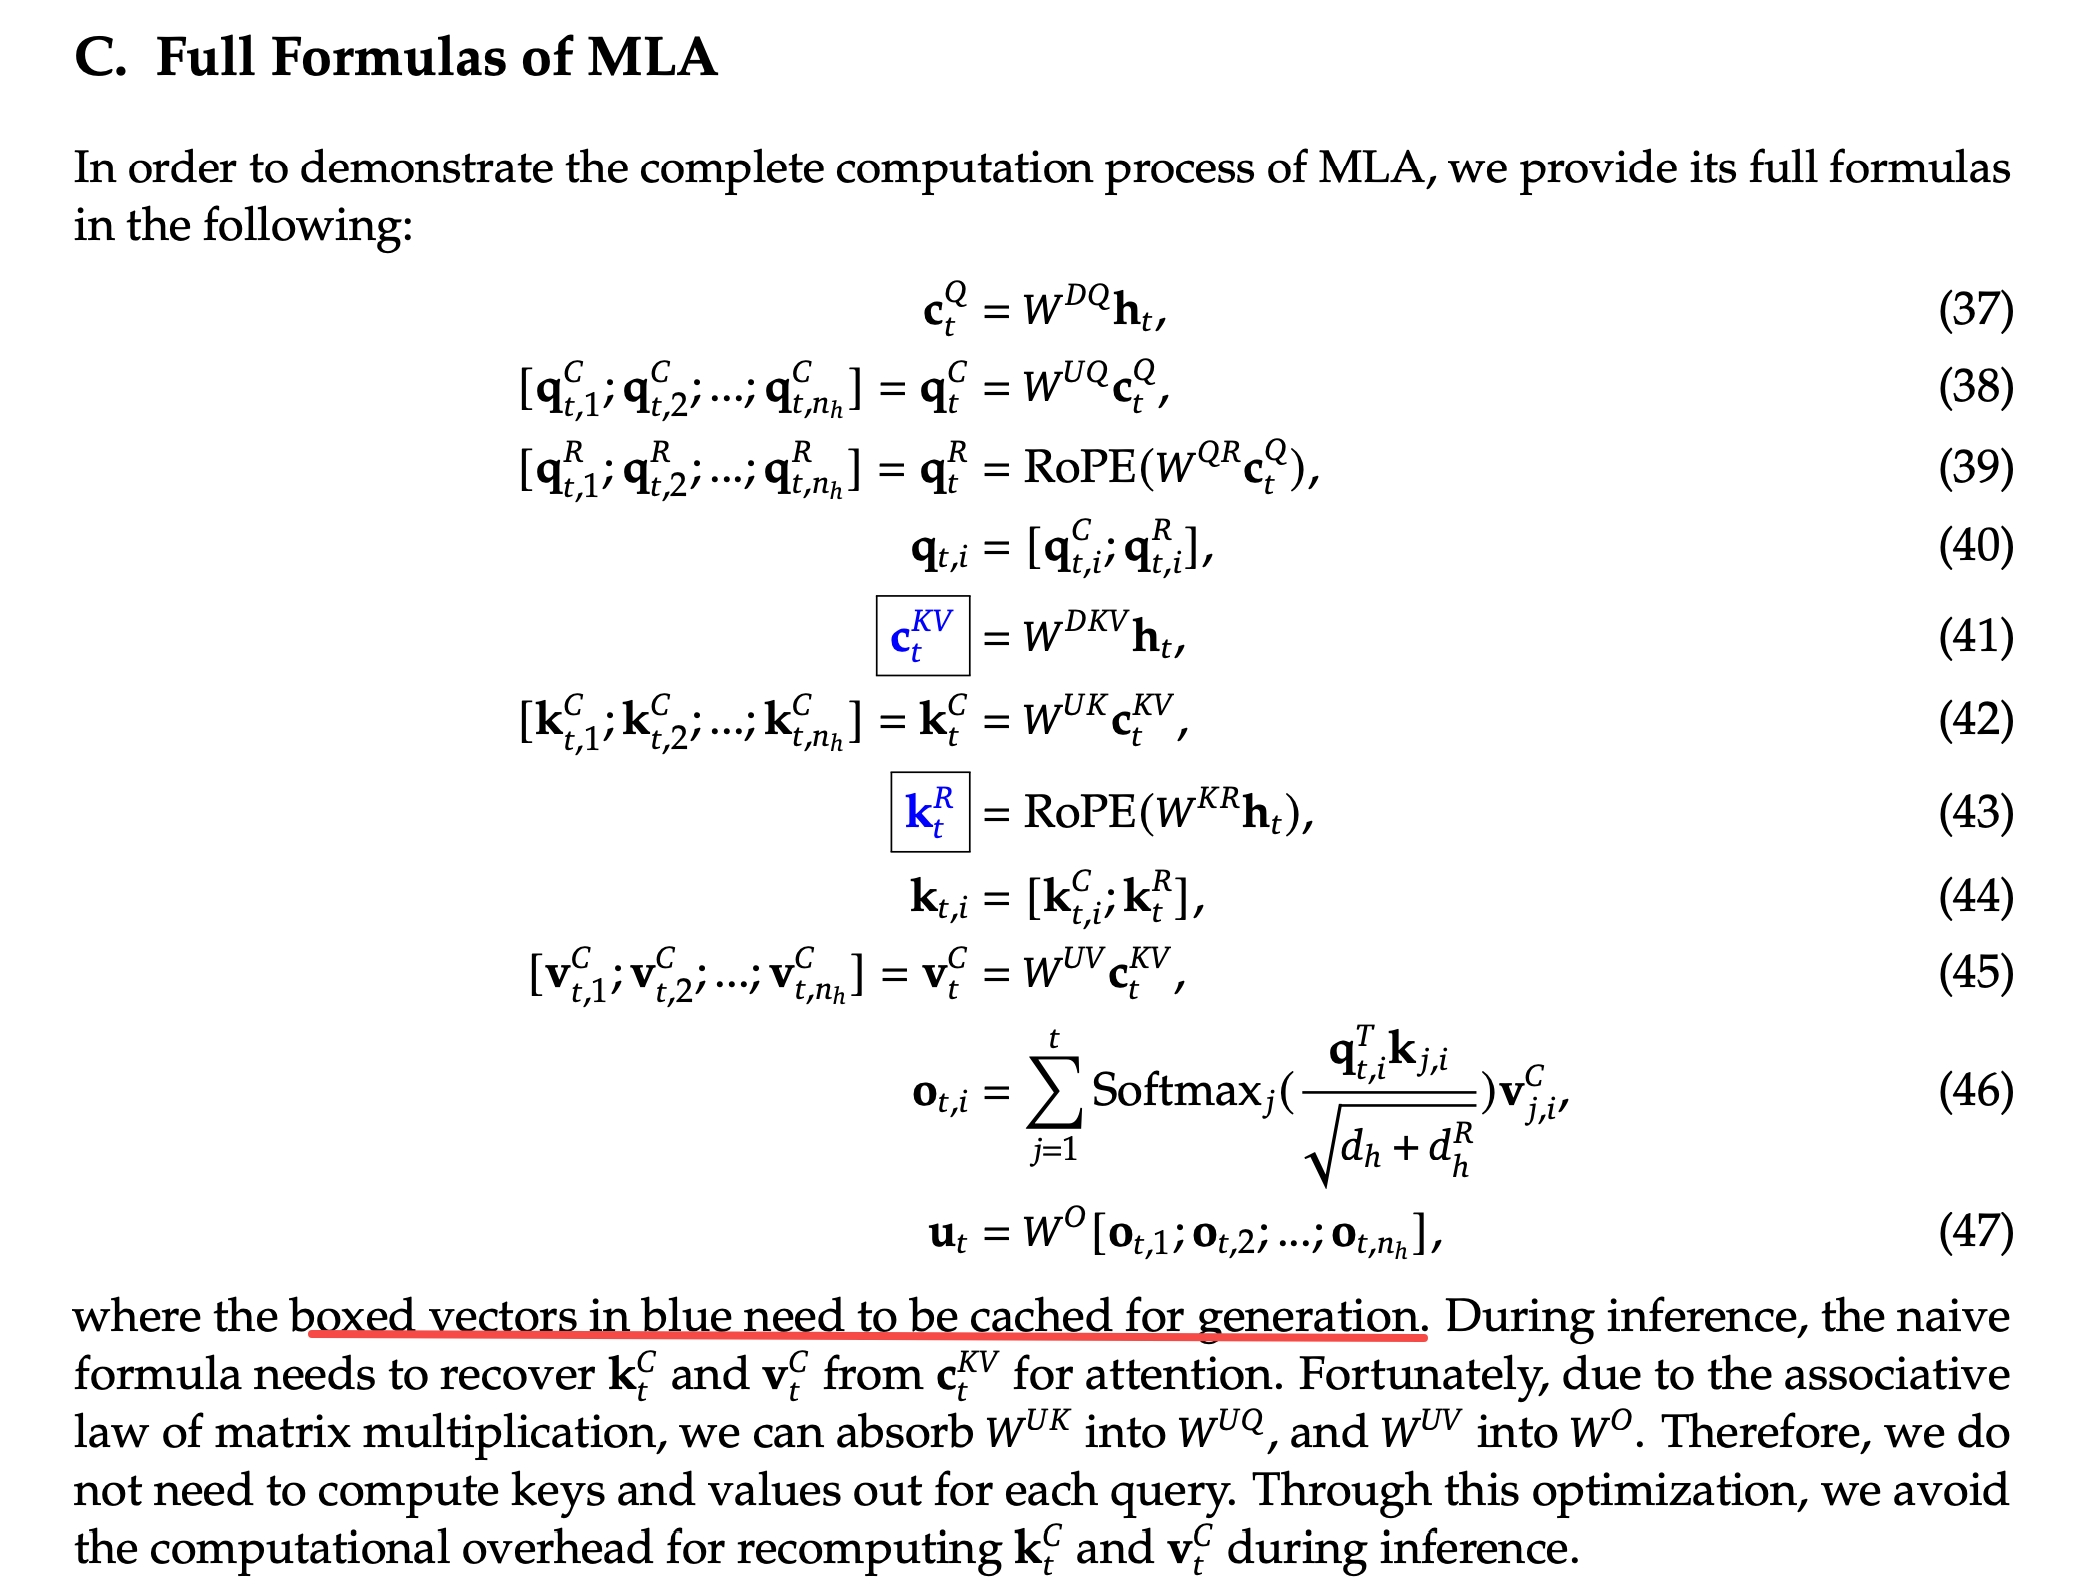 C. Full Formulas of MLA
In order to demonstrate the complete computation process of MLA, we provide its full formulas
in the following:
$\mathbf{c}_t^Q = W^{DQ}\mathbf{h}_t,$ (37)
$[\mathbf{q}_{t,1}^C; \mathbf{q}_{t,2}^C; ...; \mathbf{q}_{t,n_h}^C] = \mathbf{q}_t^C = W^{UQ}\mathbf{c}_t^Q,$ (38)
$[\mathbf{q}_{t,1}^R; \mathbf{q}_{t,2}^R; ...; \mathbf{q}_{t,n_h}^R] = \mathbf{q}_t^R = \text{RoPE}(W^{QR}\mathbf{c}_t^Q),$ (39)
$\mathbf{q}_{t,i} = [\mathbf{q}_{t,i}^C; \mathbf{q}_{t,i}^R],$ (40)
$\boxed{\mathbf{c}_t^{KV}} = W^{DKV}\mathbf{h}_t,$ (41)
$[\mathbf{k}_{t,1}^C; \mathbf{k}_{t,2}^C; ...; \mathbf{k}_{t,n_h}^C] = \mathbf{k}_t^C = W^{UK}\mathbf{c}_t^{KV},$ (42)
$\boxed{\mathbf{k}_t^R} = \text{RoPE}(W^{KR}\mathbf{h}_t),$ (43)
$\mathbf{k}_{t,i} = [\mathbf{k}_{t,i}^C; \mathbf{k}_t^R],$ (44)
$[\mathbf{v}_{t,1}^C; \mathbf{v}_{t,2}^C; ...; \mathbf{v}_{t,n_h}^C] = \mathbf{v}_t^C = W^{UV}\mathbf{c}_t^{KV},$ (45)
$\mathbf{o}_{t,i} = \sum_{j=1}^{t} \text{Softmax}_j(\frac{\mathbf{q}_{t,i}^T \mathbf{k}_{j,i}}{\sqrt{d_h + d_h^R}})\mathbf{v}_{j,i}^C,$ (46)
$\mathbf{u}_t = W^O[\mathbf{o}_{t,1}; \mathbf{o}_{t,2}; ...; \mathbf{o}_{t,n_h}],$ (47)
where the boxed vectors in blue need to be cached for generation. During inference, the naive
formula needs to recover $\mathbf{k}_t^C$ and $\mathbf{v}_t^C$ from $\mathbf{c}_t^{KV}$ for attention. Fortunately, due to the associative
law of matrix multiplication, we can absorb $W^{UK}$ into $W^{UQ}$, and $W^{UV}$ into $W^O$. Therefore, we do
not need to compute keys and values out for each query. Through this optimization, we avoid
the computational overhead for recomputing $\mathbf{k}_t^C$ and $\mathbf{v}_t^C$ during inference.